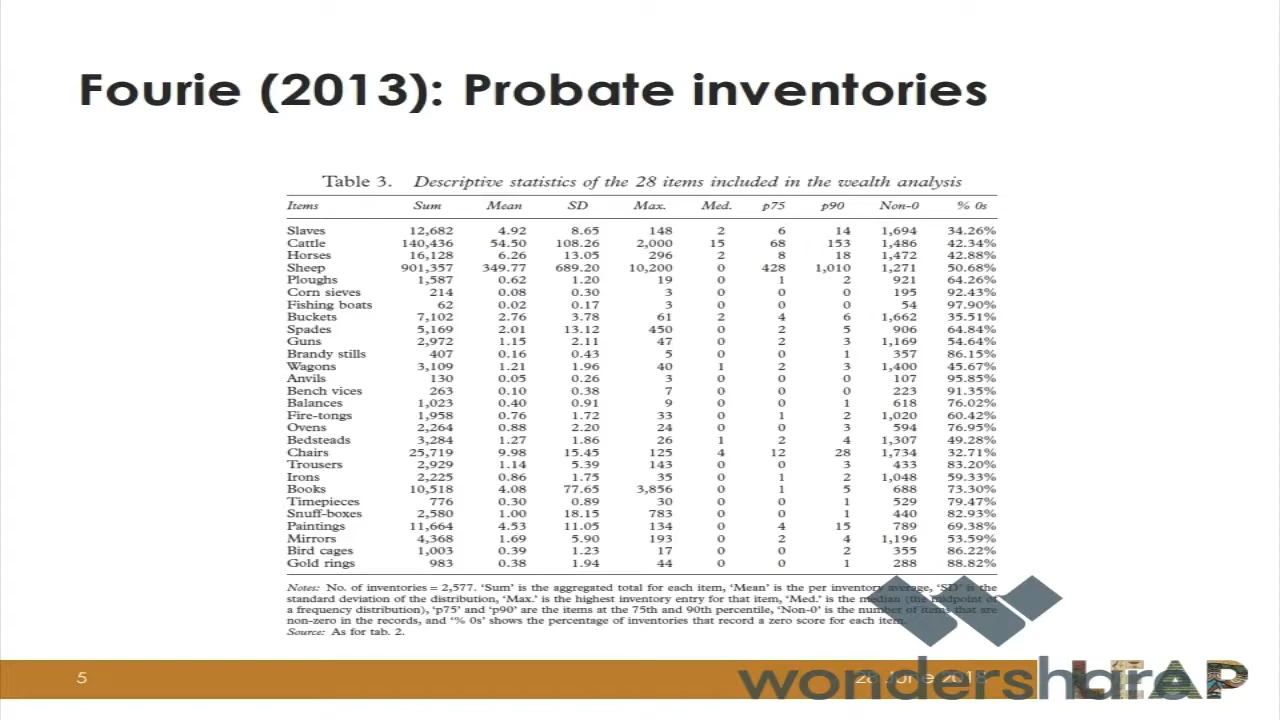 Fourie (2013): Probate inventories
Table 3. Descriptive statistics of the 28 items included in the wealth analysis
Items Sum Mean SD Max. Med. p75 p90 Non-0 % 0s
Slaves 12,682 4.92 8.65 148 2 6 14 1,694 34.26%
Cattle 140,436 54.50 108.26 2,000 15 68 153 1,486 42.34%
Horses 16,128 6.26 13.05 296 2 8 18 1,472 42.88%
Sheep 901,357 349.77 689.20 10,200 0 428 1,010 1,271 50.68%
Ploughs 1,587 0.62 1.20 19 0 1 2 921 64.26%
Corn sieves 214 0.08 0.30 3 0 0 0 195 92.43%
Fishing boats 62 0.02 0.17 3 0 0 0 54 97.90%
Buckets 7,102 2.76 3.78 61 2 4 6 1,662 35.51%
Spades 5,169 2.01 13.12 450 0 2 5 906 64.84%
Guns 2,972 1.15 2.11 47 0 2 3 1,169 54.64%
Brandy stills 407 0.16 0.43 5 0 0 1 357 86.15%
Wagons 3,109 1.21 1.96 40 1 2 3 1,400 45.67%
Anvils 130 0.05 0.26 3 0 0 0 107 95.85%
Bench vices 263 0.10 0.38 7 0 0 0 223 91.35%
Balances 1,023 0.40 0.91 9 0 0 1 618 76.02%
Fire-tongs 1,958 0.76 1.72 33 0 1 2 1,020 60.42%
Ovens 2,264 0.88 2.20 24 0 0 3 594 76.95%
Bedsteads 3,284 1.27 1.86 26 1 2 4 1,307 49.28%
Chairs 25,719 9.98 15.45 125 4 12 28 1,734 32.71%
Trousers 2,929 1.14 5.39 143 0 0 3 433 83.20%
Irons 2,225 0.86 1.75 35 0 1 2 1,048 59.33%
Books 10,518 4.08 77.65 3,856 0 1 5 688 73.30%
Timepieces 776 0.30 0.89 30 0 0 1 529 79.47%
Snuff-boxes 2,580 1.00 18.15 783 0 0 1 440 82.93%
Paintings 11,664 4.53 11.05 134 0 4 15 789 69.38%
Mirrors 4,368 1.69 5.90 193 0 2 4 1,196 53.59%
Bird cages 1,003 0.39 1.23 17 0 0 2 355 86.22%
Gold rings 983 0.38 1.94 44 0 0 1 288 88.82%
Notes: No. of inventories = 2,577. ‘Sum’ is the aggregated total for each item, ‘Mean’ is the per inventory average, ‘SD’ is the
standard deviation of the distribution, ‘Max.’ is the highest inventory entry for that item, ‘Med.’ is the median (the midpoint of
a frequency distribution), ‘p75’ and ‘p90’ are the items at the 75th and 90th percentile, ‘Non-0’ is the number of items that are
non-zero in the records, and ‘% 0s’ shows the percentage of inventories that record a zero score for each item.
Source: As for tab. 2.
5
28 June 2018
wondershare
LEAP